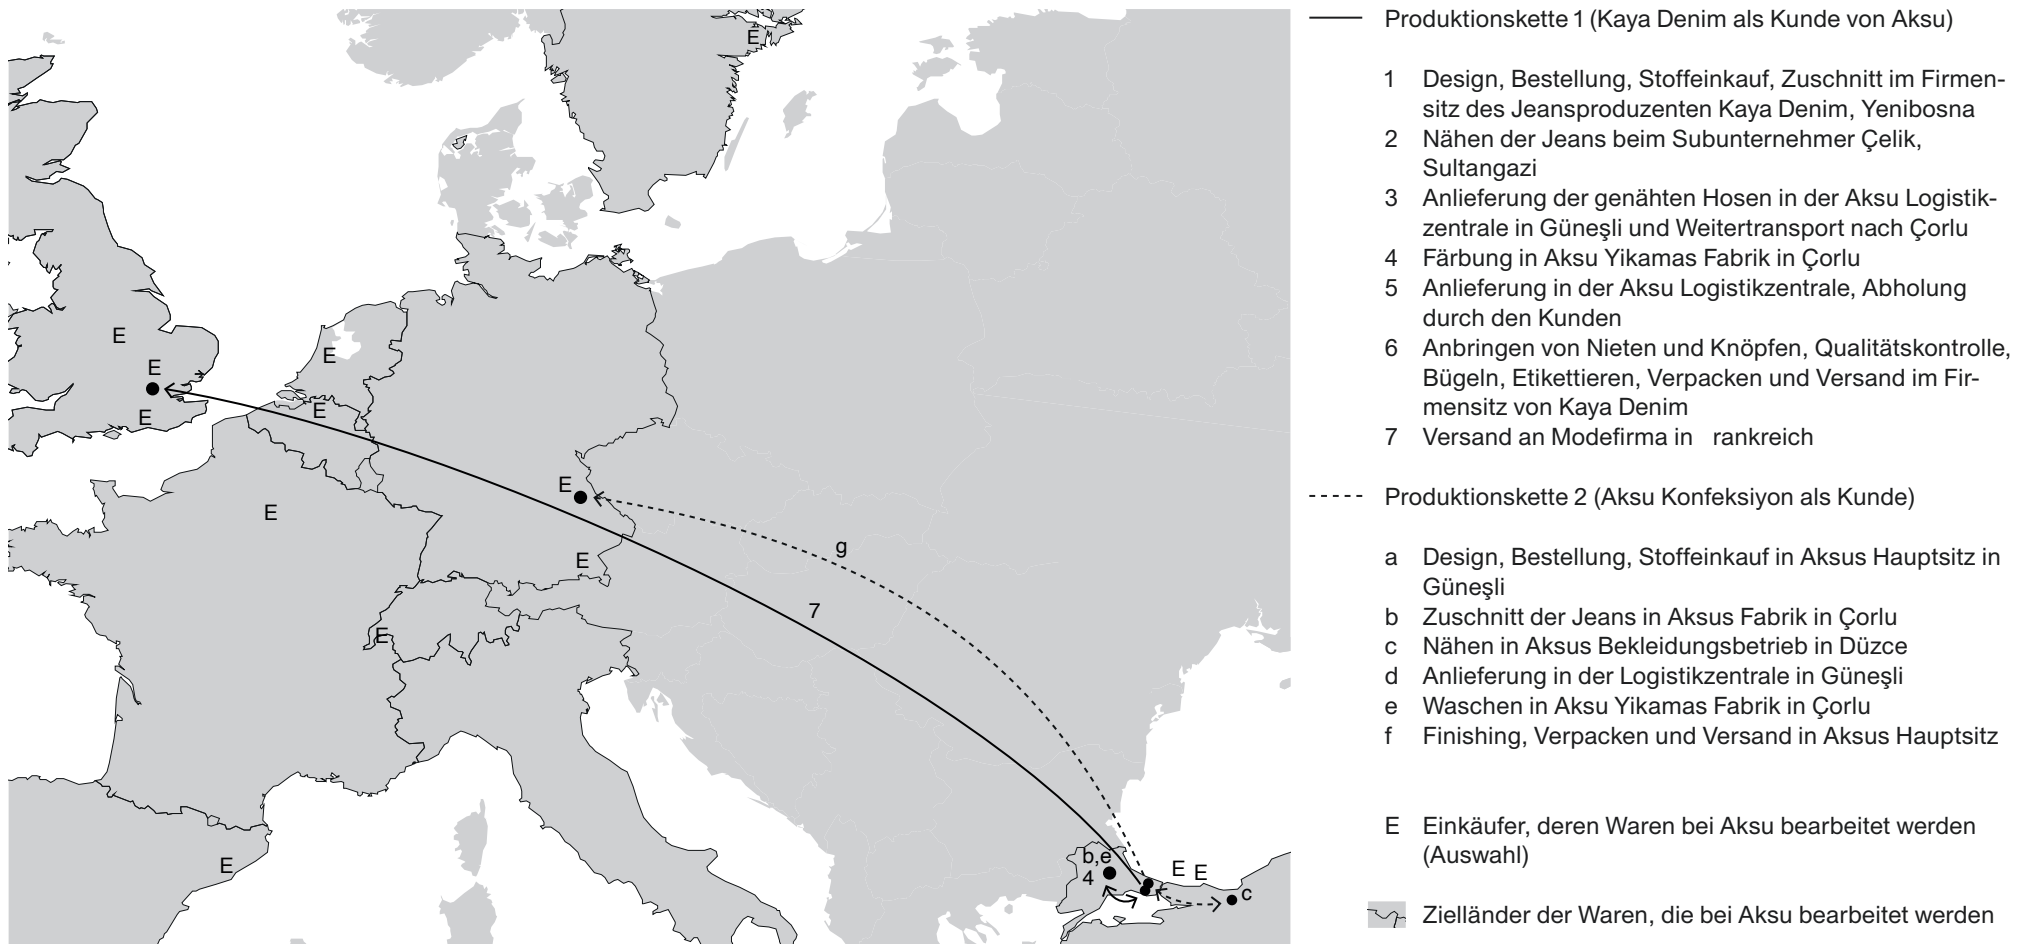 E
E
E
E
E
E
E
E
g
E
7
E
E
b,e
4
E E
c
Produktionskette 1 (Kaya Denim als Kunde von Aksu)
1 Design, Bestellung, Stoffeinkauf, Zuschnitt im Firmen-
sitz des Jeansproduzenten Kaya Denim, Yenibosna
2 Nähen der Jeans beim Subunternehmer Çelik,
Sultangazi
3 Anlieferung der genähten Hosen in der Aksu Logistik-
zentrale in Güneşli und Weitertransport nach Çorlu
4 Färbung in Aksu Yikamas Fabrik in Çorlu
5 Anlieferung in der Aksu Logistikzentrale, Abholung
durch den Kunden
6 Anbringen von Nieten und Knöpfen, Qualitätskontrolle,
Bügeln, Etikettieren, Verpacken und Versand im Fir-
mensitz von Kaya Denim
7 Versand an Modefirma in rankreich
Produktionskette 2 (Aksu Konfeksiyon als Kunde)
a Design, Bestellung, Stoffeinkauf in Aksus Hauptsitz in
Güneşli
b Zuschnitt der Jeans in Aksus Fabrik in Çorlu
c Nähen in Aksus Bekleidungsbetrieb in Düzce
d Anlieferung in der Logistikzentrale in Güneşli
e Waschen in Aksu Yikamas Fabrik in Çorlu
f Finishing, Verpacken und Versand in Aksus Hauptsitz
E Einkäufer, deren Waren bei Aksu bearbeitet werden
(Auswahl)
Zielländer der Waren, die bei Aksu bearbeitet werden